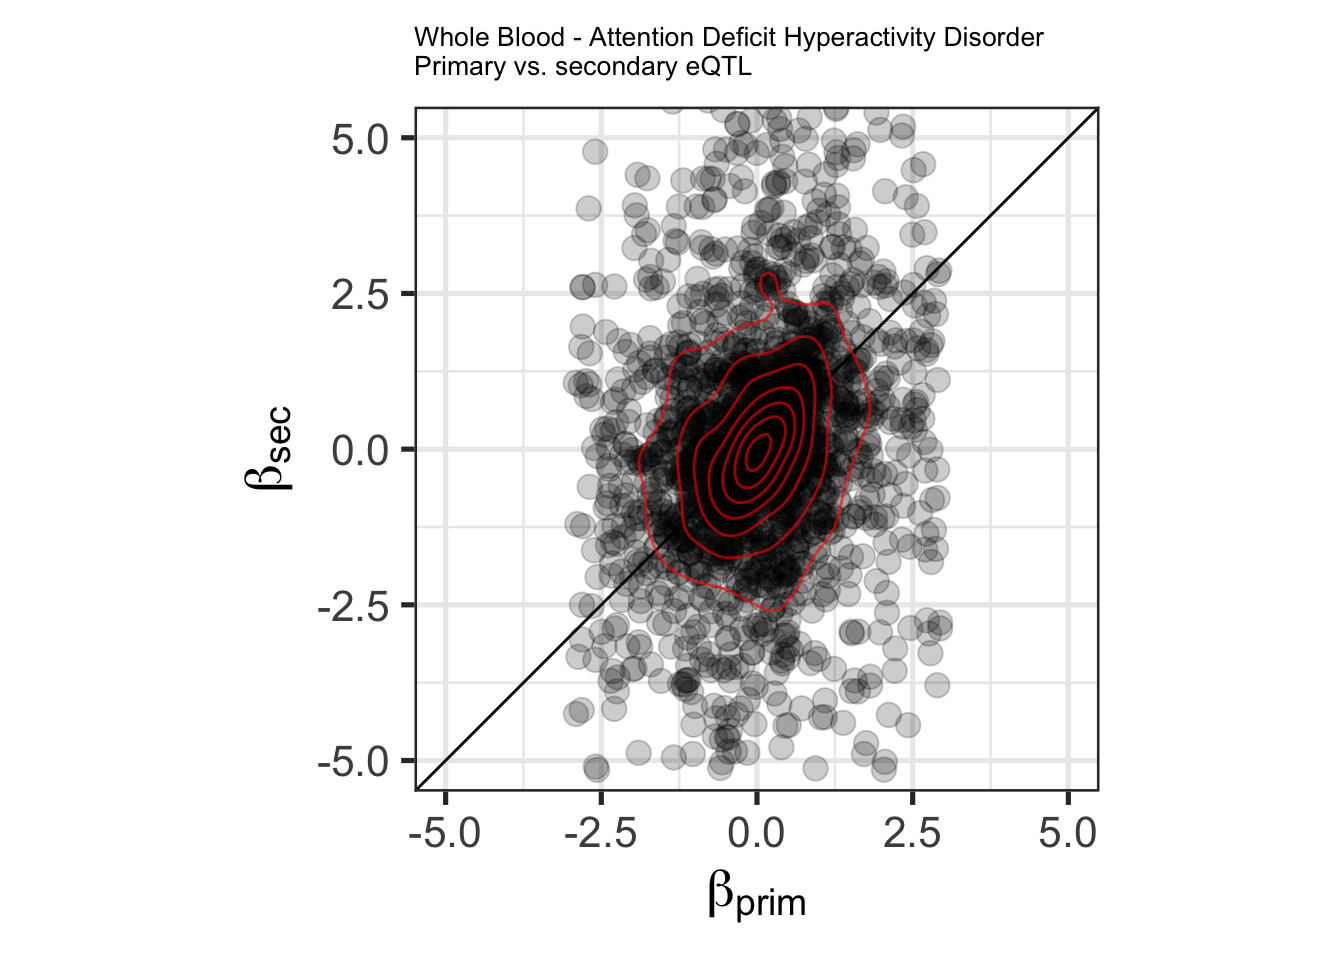 Whole Blood - Attention Deficit Hyperactivity Disorder
Primary vs. secondary eQTL
5.0
2.5
0.0
-2.5
-5.0
βsec
-5.0 -2.5 0.0 2.5 5.0
βprim